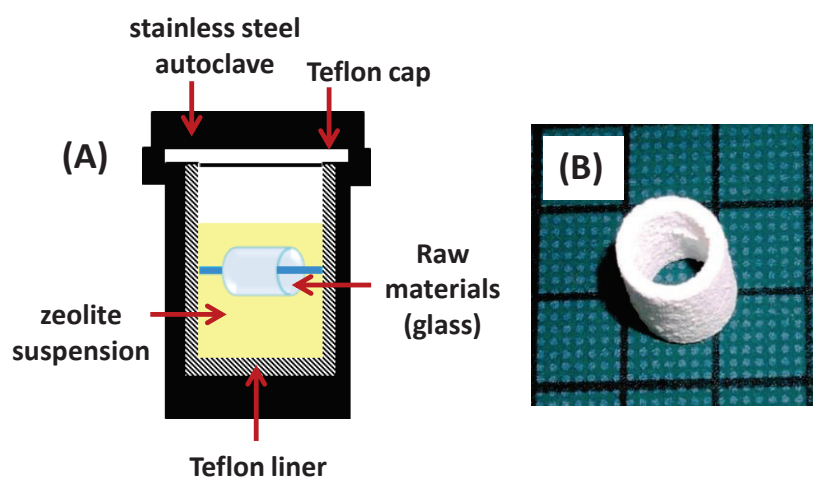 stainless steel
autoclave
Teflon cap
(A)
(B)
Raw
materials
(glass)
zeolite
suspension
Teflon liner